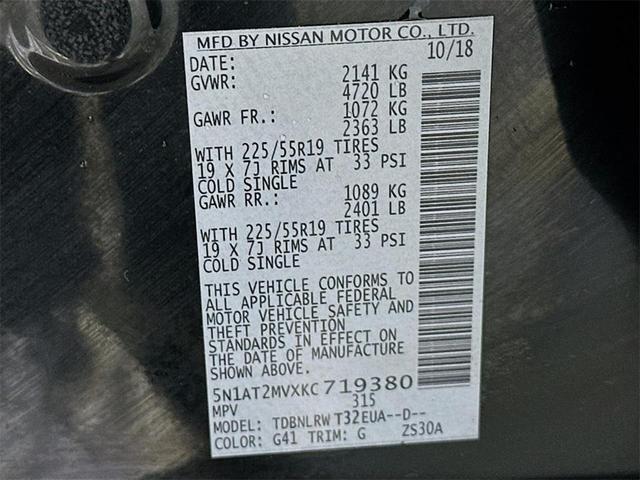 MFD BY NISSAN MOTOR CO., LTD.
DATE: 10/18
GVWR: 2141 KG
4720 LB
GAWR FR.: 1072 KG
2363 LB
WITH 225/55R19 TIRES
19 X 7J RIMS AT 33 PSI
COLD SINGLE
GAWR RR.: 1089 KG
2401 LB
WITH 225/55R19 TIRES
19 X 7J RIMS AT 33 PSI
COLD SINGLE
THIS VEHICLE CONFORMS TO
ALL APPLICABLE FEDERAL
MOTOR VEHICLE SAFETY AND
THEFT PREVENTION
STANDARDS IN EFFECT ON
THE DATE OF MANUFACTURE
SHOWN ABOVE.
5N1AT2MVXKC719380
MPV 315
MODEL: TDBNLRW T32EUA--D--
COLOR: G41 TRIM: G ZS30A